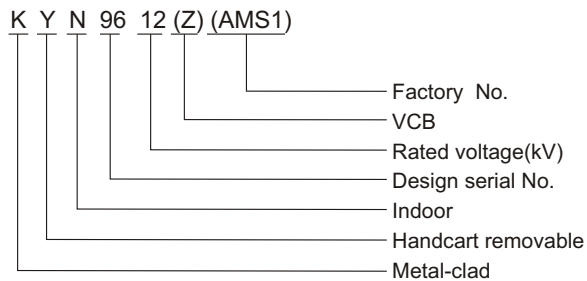 K Y N 96 12 (Z) (AMS1)
Factory No.
VCB
Rated voltage(kV)
Design serial No.
Indoor
Handcart removable
Metal-clad